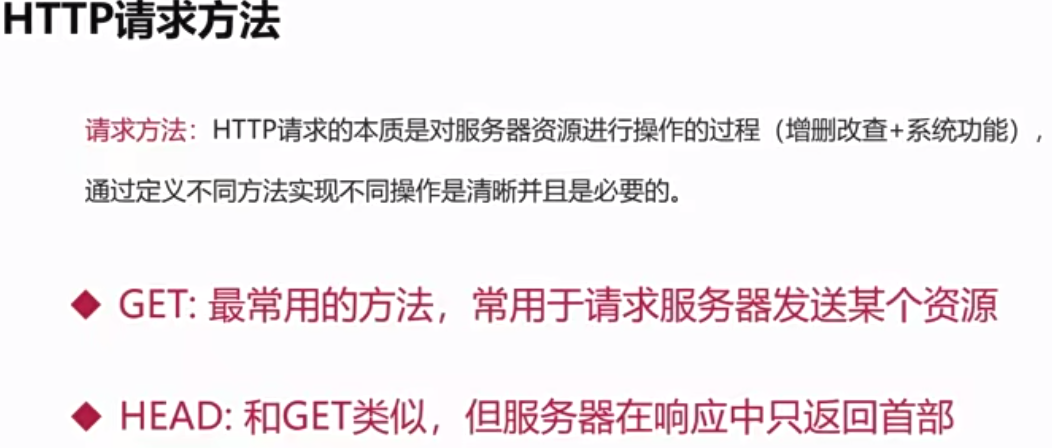 HTTP请求方法
请求方法：HTTP请求的本质是对服务器资源进行操作的过程（增删改查+系统功能），
通过定义不同方法实现不同操作是清晰并且是必要的。
◆ GET: 最常用的方法，常用于请求服务器发送某个资源
◆ HEAD: 和GET类似，但服务器在响应中只返回首部